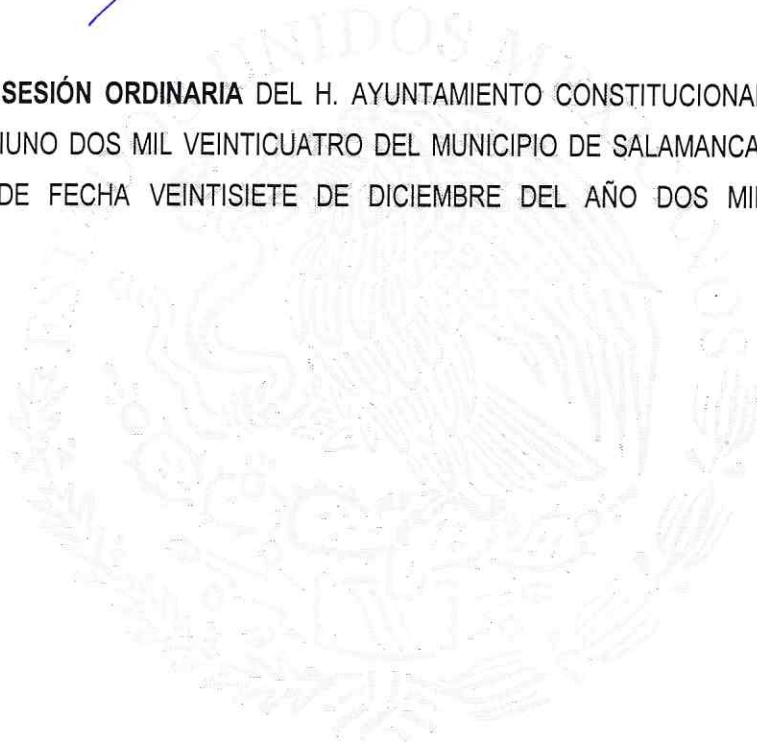 SESIÓN ORDINARIA DEL H. AYUNTAMIENTO CONSTITUCIONAL
IUNO DOS MIL VEINTICUATRO DEL MUNICIPIO DE SALAMANCA
DE FECHA VEINTISIETE DE DICIEMBRE DEL AÑO DOS MIL